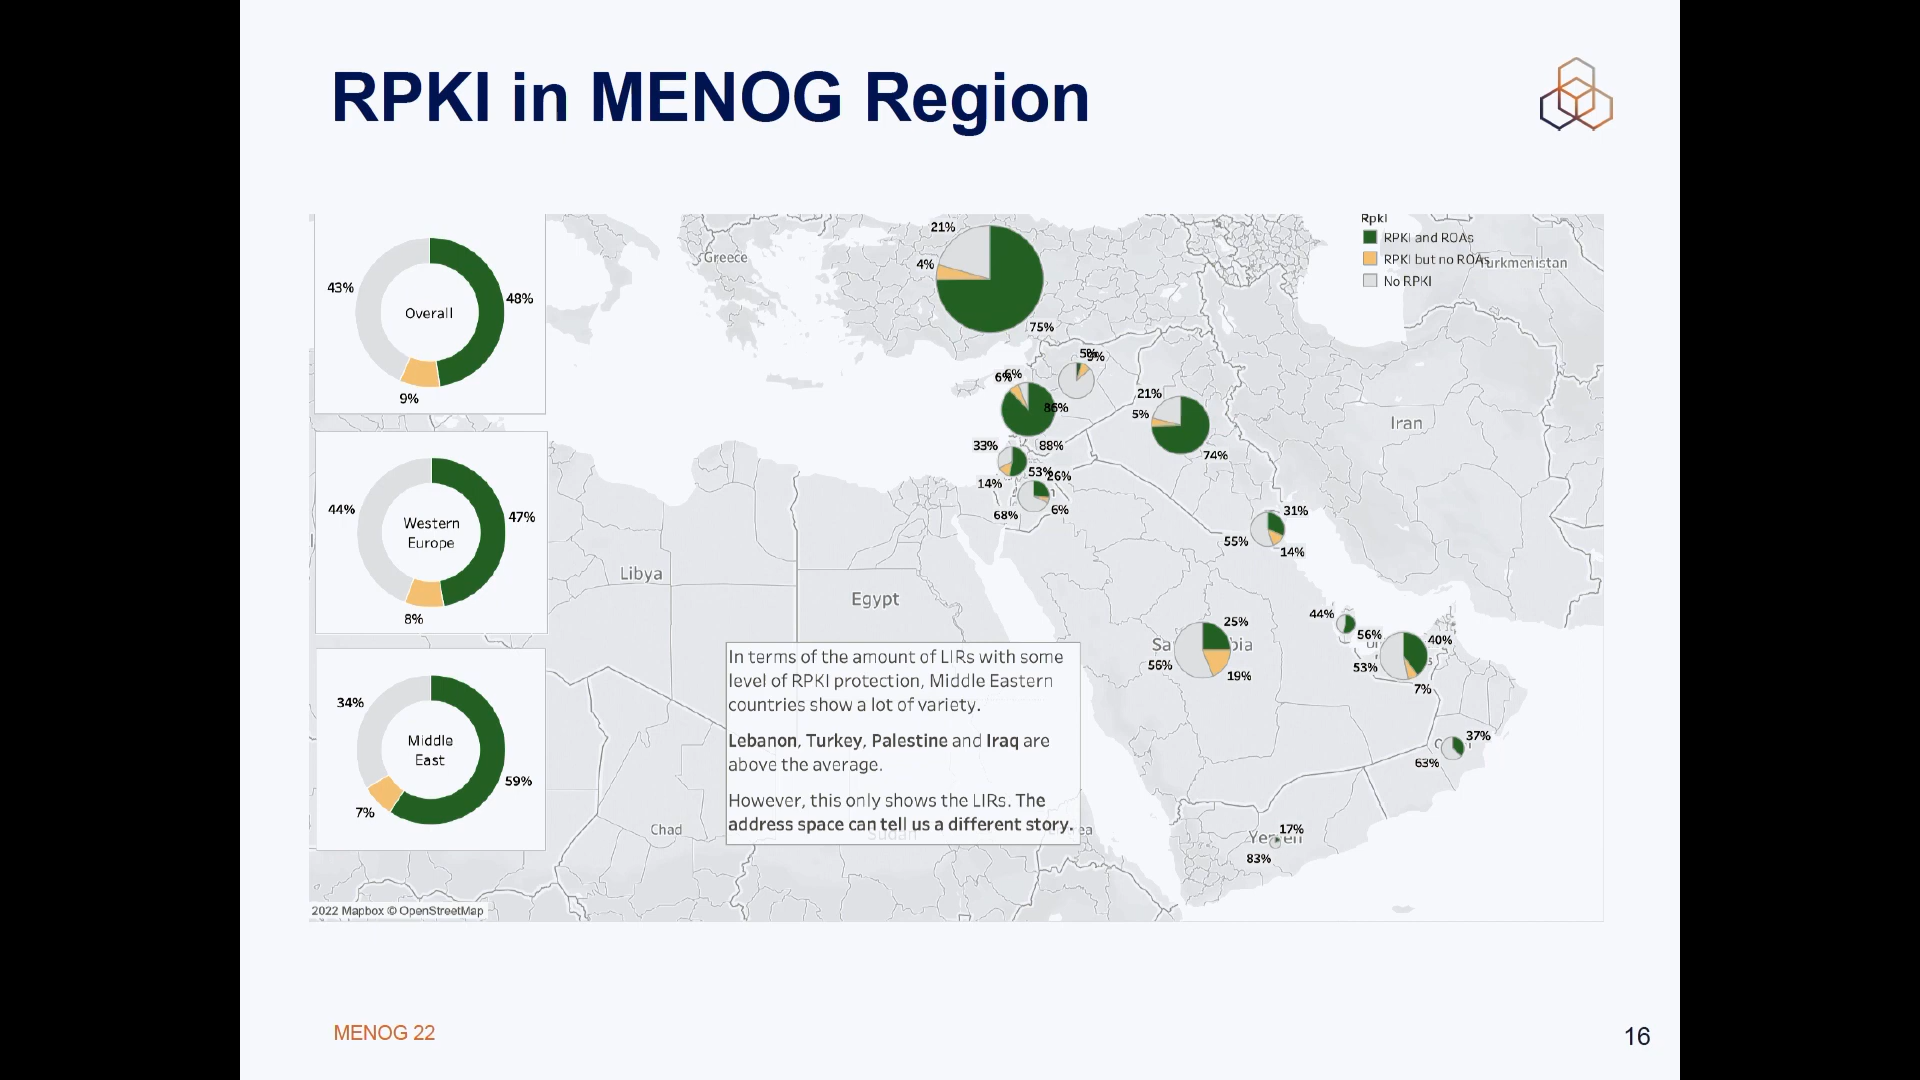 RPKI in MENOG Region
43%
Overall
48%
9%
44%
Western
Europe
47%
8%
34%
Middle
East
59%
7%
Rpki
RPKI and ROAs
RPKI but no ROAs
No RPKI
Greece
Turkmenistan
Iran
Libya
Egypt
Chad
Sudan
21%
4%
75%
5%
9%
86%
6%
6%
88%
21%
5%
74%
33%
53%
14%
26%
68%
6%
31%
55%
14%
25%
56%
19%
44%
56%
40%
53%
7%
37%
63%
Yemen
17%
83%
In terms of the amount of LIRs with some
level of RPKI protection, Middle Eastern
countries show a lot of variety.
Lebanon, Turkey, Palestine and Iraq are
above the average.
However, this only shows the LIRs. The
address space can tell us a different story.
2022 Mapbox © OpenStreetMap
MENOG 22
16